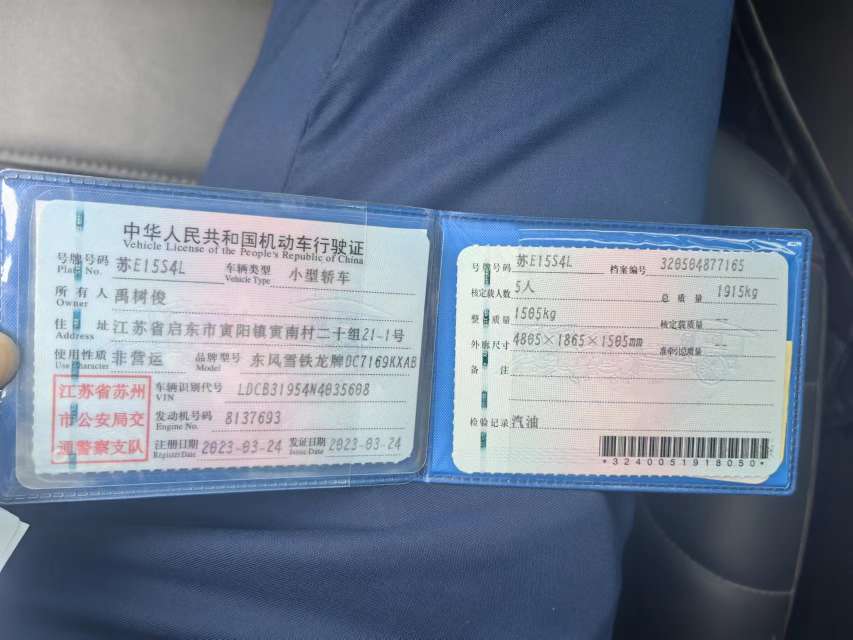 中华人民共和国机动车行驶证
Vehicle License of the People's Republic of China
号牌号码 苏E15S4L 车辆类型 小型轿车
Plate No. Vehicle Type
所有人 禹树俊
Owner
住址 江苏省启东市寅阳镇寅南村二十组21-1号
Address
使用性质 非营运 品牌型号 东风雪铁龙牌DC7169KXAB
Use Character Model
江苏省苏州
市公安局交
通警察支队
车辆识别代号 LDCB31954N4035608
VIN
发动机号码 8137693
Engine No.
注册日期 2023-03-24 发证日期 2023-03-24
Register Date Issue Date
号牌号码 苏E15S4L 档案编号 320504877165
核定载人数 5人 总质量 1915kg
整备质量 1505kg 核定载质量 --
外廓尺寸 4805×1865×1505mm 准牵引总质量 --
备注
检验记录 汽油
*3240051918050*